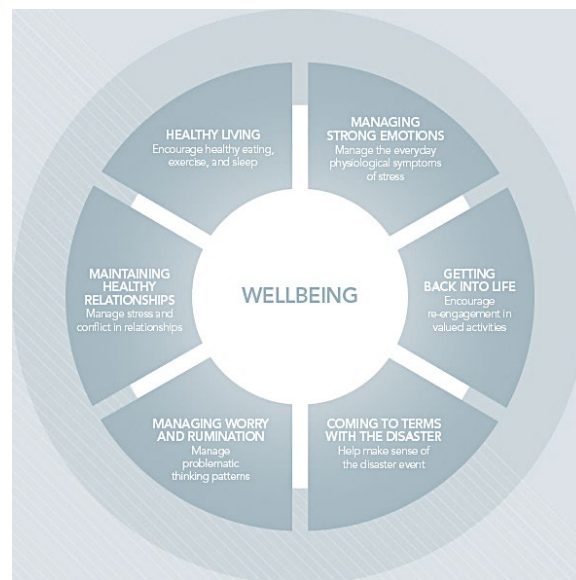 HEALTHY LIVING
Encourage healthy eating,
exercise, and sleep
MANAGING
STRONG EMOTIONS
Manage the everyday
physiological symptoms
of stress
MAINTAINING
HEALTHY
RELATIONSHIPS
Manage stress and
conflict in relationships
WELLBEING
GETTING
BACK INTO LIFE
Encourage
re-engagement in
valued activities
MANAGING WORRY
AND RUMINATION
Manage
problematic
thinking patterns
COMING TO TERMS
WITH THE DISASTER
Help make sense
of the disaster event